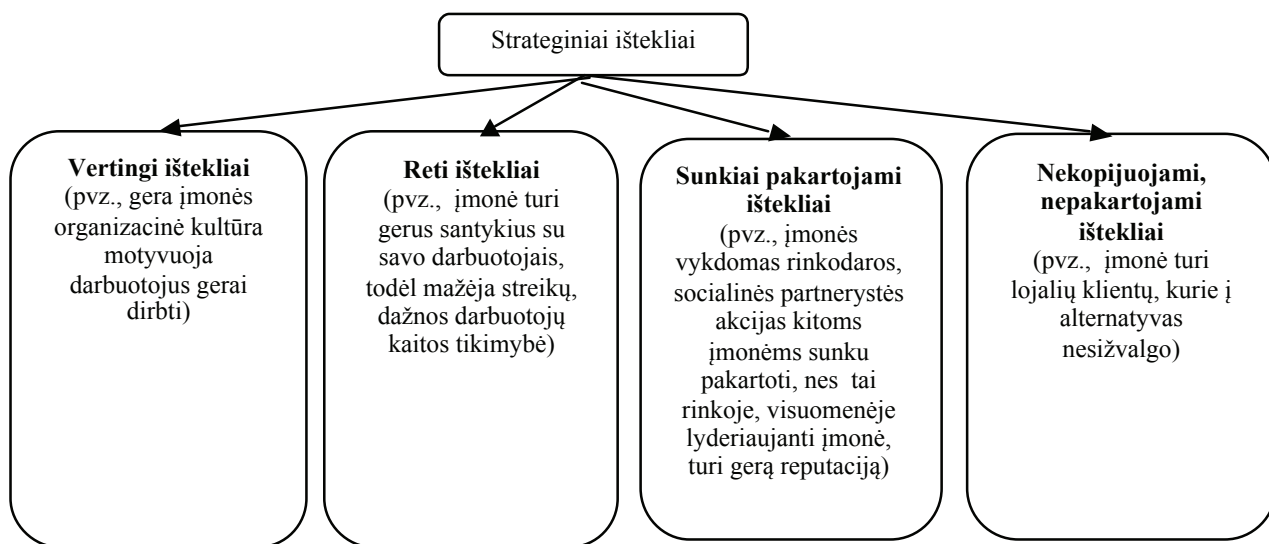 Strateginiai ištekliai
Vertingi ištekliai
(pvz., gera įmonės
organizacinė kultūra
motyvuoja
darbuotojus gerai
dirbti)
Reti ištekliai
(pvz., įmonė turi
gerus santykius su
savo darbuotojais,
todėl mažėja streikų,
dažnos darbuotojų
kaitos tikimybė)
Sunkiai pakartojami
ištekliai
(pvz., įmonės
vykdomas rinkodaros,
socialinės partnerystės
akcijas kitoms
įmonėms sunku
pakartoti, nes tai
rinkoje, visuomenėje
lyderiaujanti įmonė,
turi gerą reputaciją)
Nekopijuojami,
nepakartojami
ištekliai
(pvz., įmonė turi
lojalių klientų, kurie į
alternatyvas
nesižvalgo)